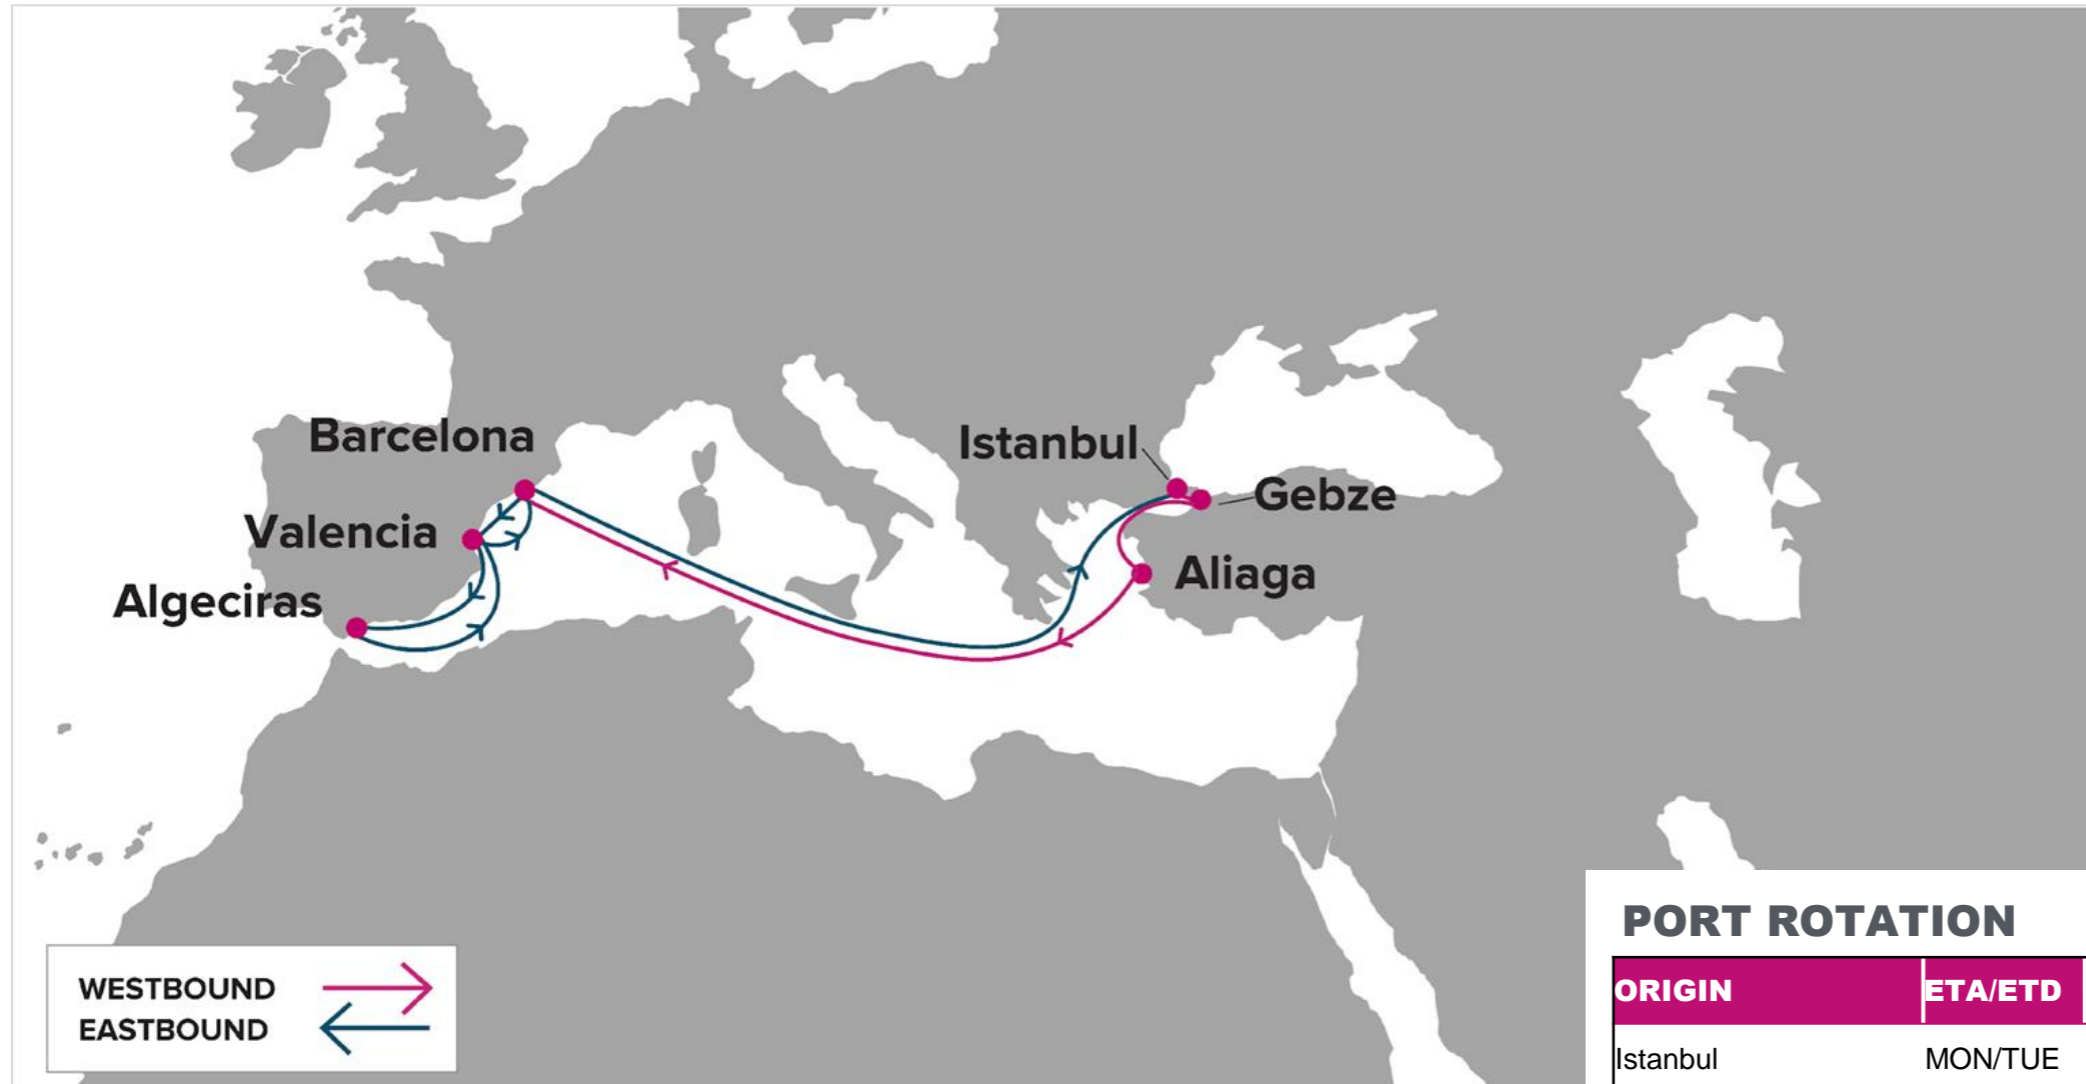 Barcelona
Istanbul
Gebze
Valencia
Aliaga
Algeciras
WESTBOUND
EASTBOUND
PORT ROTATION
ORIGIN ETA/ETD
Istanbul MON/TUE